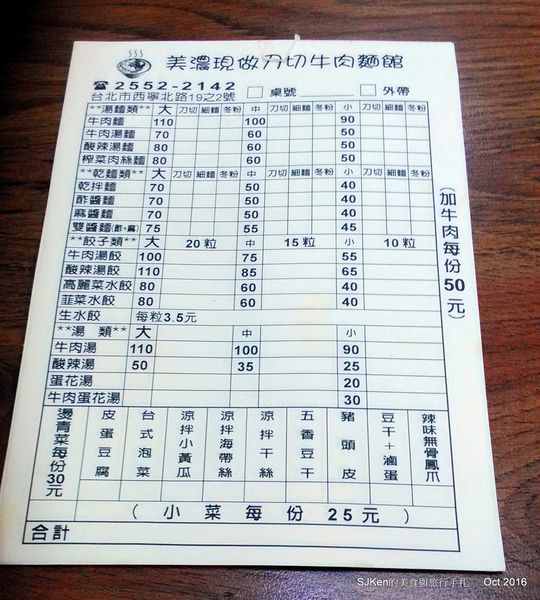 美濃現做刀切牛肉麵館
☎2552-2142 桌號 外帶
台北市西寧北路19之2號
**湯麵類** 大 刀切 細麵 冬粉 中 刀切 細麵 冬粉 小 刀切 細麵 冬粉
牛肉麵 110 100 90
牛肉湯麵 70 60 50
酸辣湯麵 80 60 50
榨菜肉絲麵 80 60 50
**乾麵類** 大 刀切 細麵 冬粉 中 刀切 細麵 冬粉 小 刀切 細麵 冬粉
乾拌麵 70 50 40
酢醬麵 70 50 40
麻醬麵 70 50 40
雙醬麵(酢+麻) 75 55 45
**餃子類** 大 20粒 中 15粒 小 10粒
牛肉湯餃 100 75 55
酸辣湯餃 110 85 65
高麗菜水餃 80 60 40
韮菜水餃 80 60 40
生水餃 每粒3.5元
**湯 類** 大 中 小
牛肉湯 110 100 90
酸辣湯 50 35 25
蛋花湯 20
牛肉蛋花湯 30
(加牛肉每份50元)
燙青菜每份30元
皮蛋豆腐
台式泡菜
涼拌小黃瓜
涼拌海帶絲
涼拌干絲
五香豆干
豬頭皮
豆干+滷蛋
辣味無骨鳳爪
(小菜每份25元)
合計
SJKen的美食與旅行手札 Oct 2016